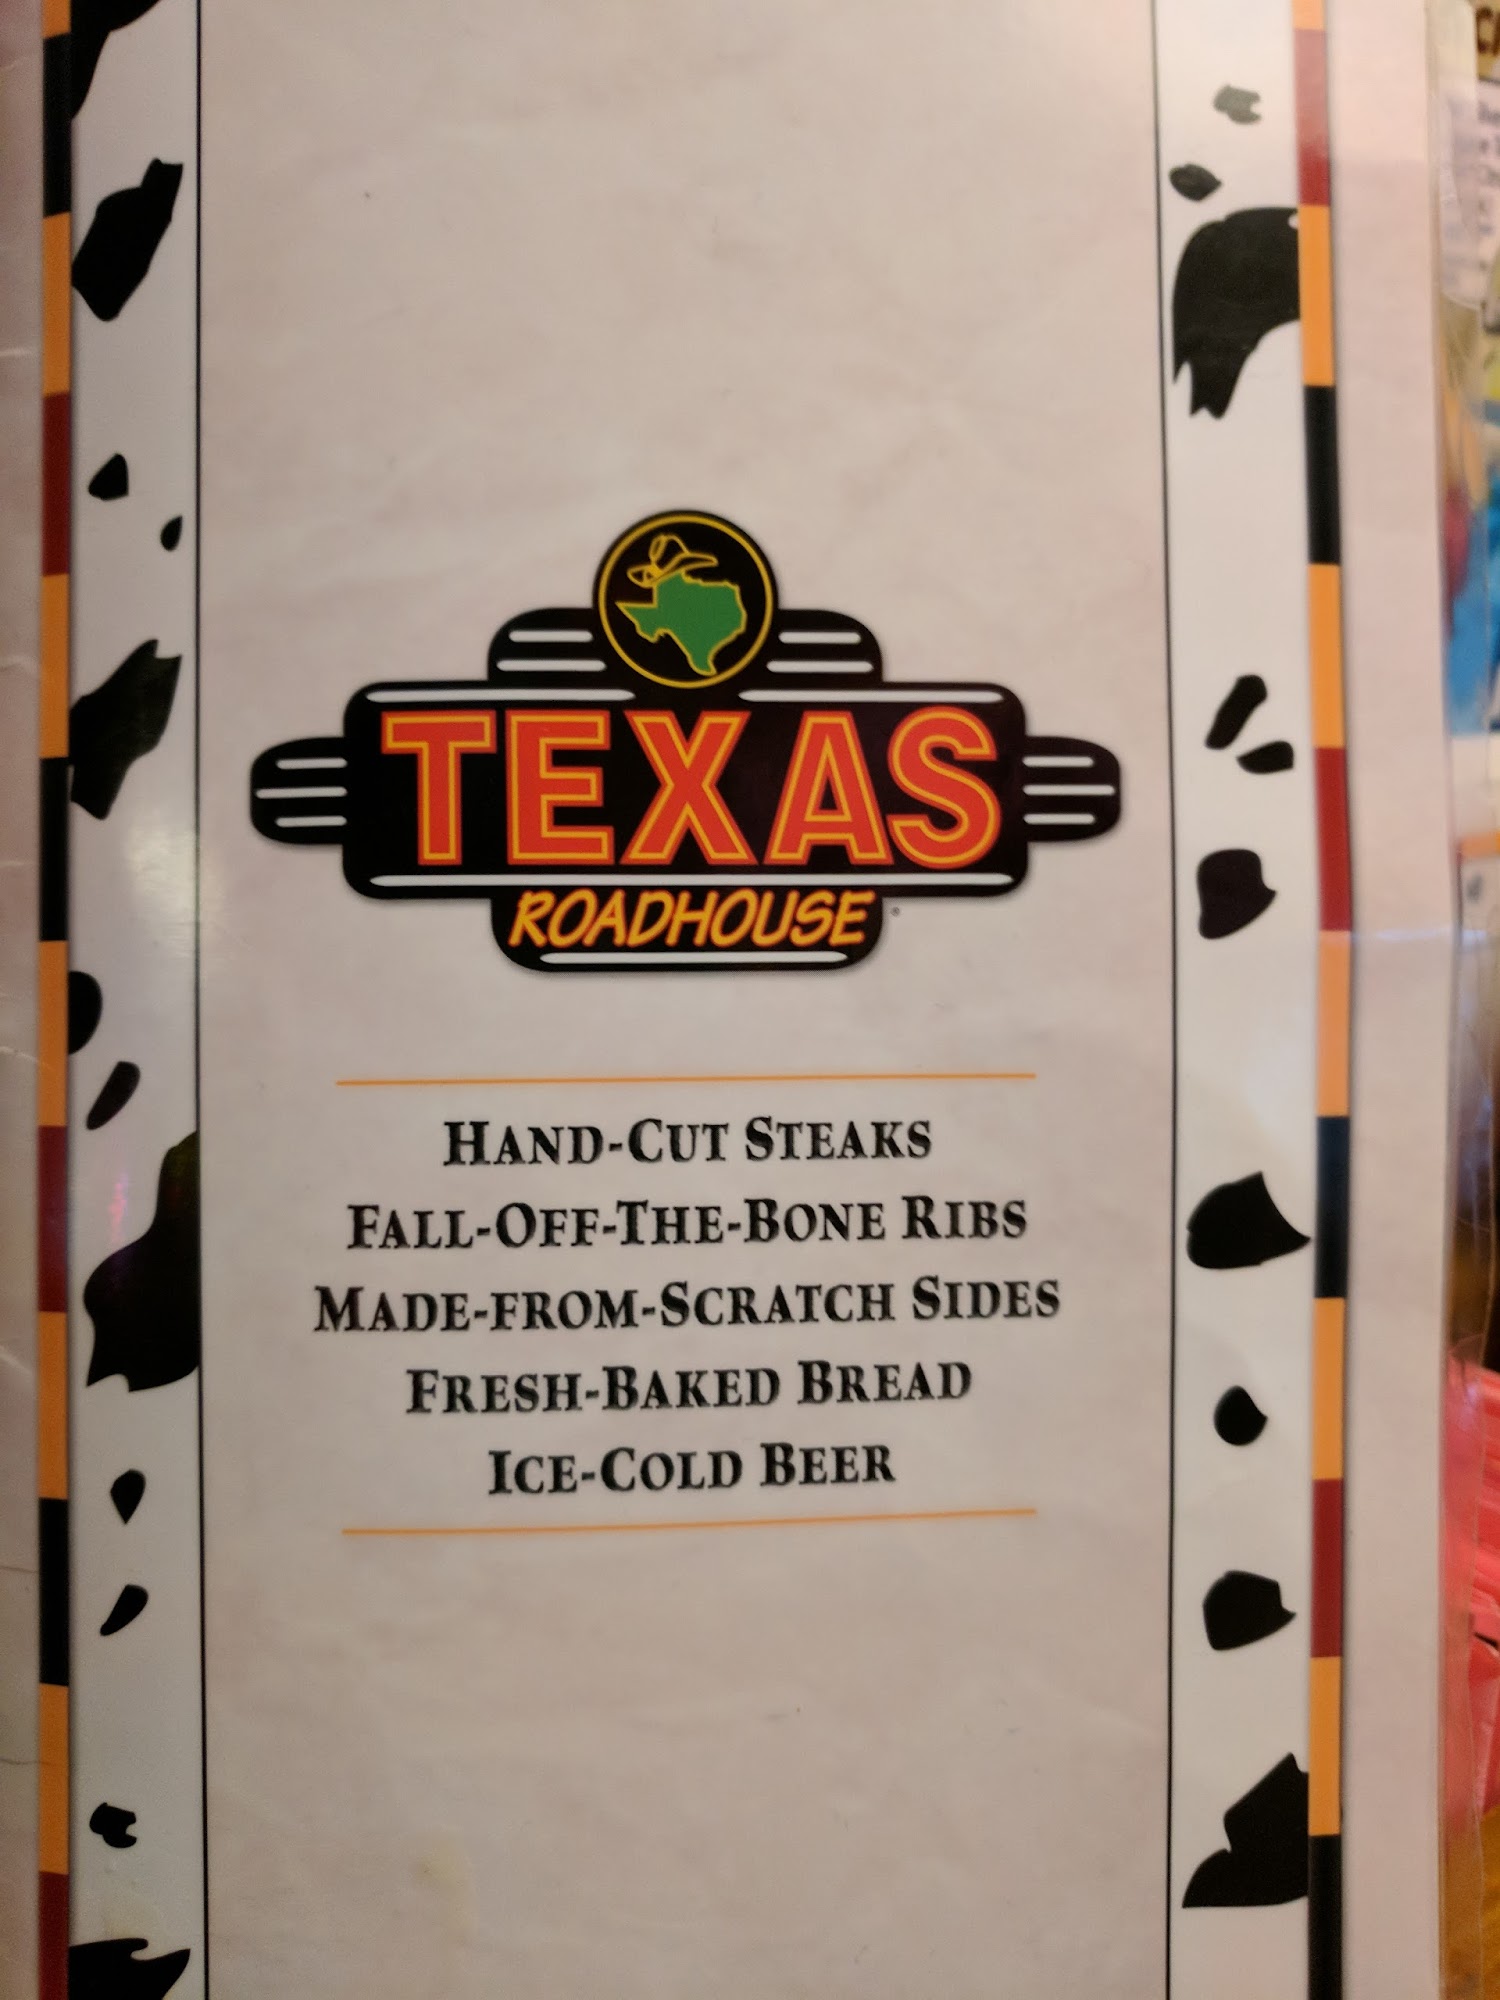 TEXAS
ROADHOUSE
HAND-CUT STEAKS
FALL-OFF-THE-BONE RIBS
MADE-FROM-SCRATCH SIDES
FRESH-BAKED BREAD
ICE-COLD BEER